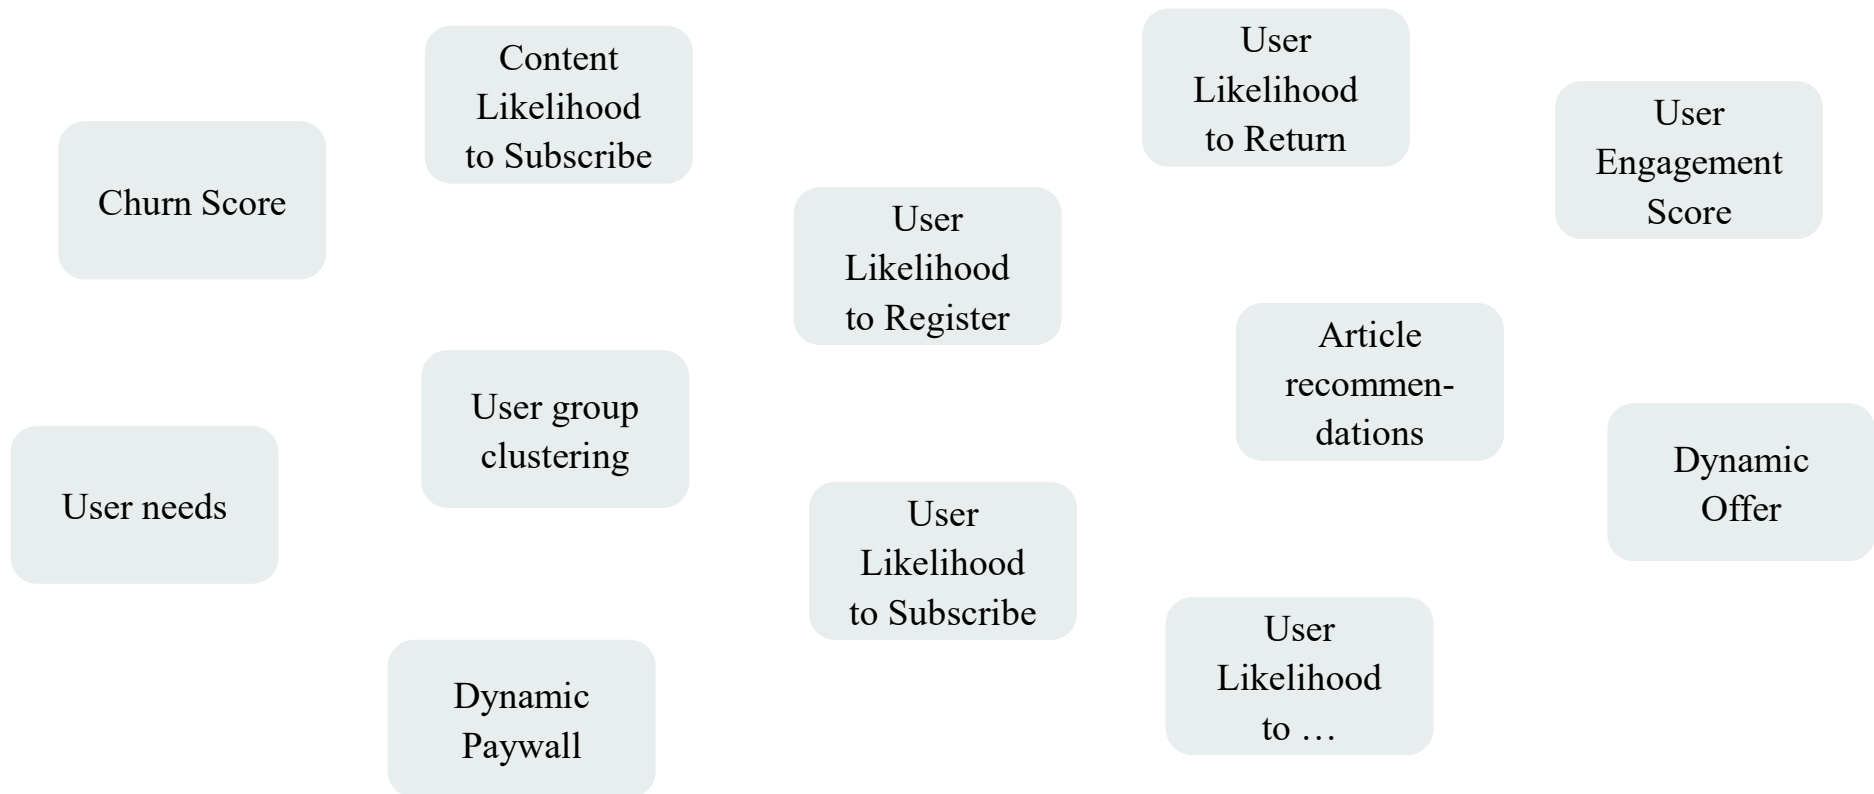 Churn Score
Content
Likelihood
to Subscribe
User
Likelihood
to Register
User
Likelihood
to Return
User
Engagement
Score
User needs
User group
clustering
User
Likelihood
to Subscribe
Article
recommen-
dations
Dynamic
Offer
Dynamic
Paywall
User
Likelihood
to …